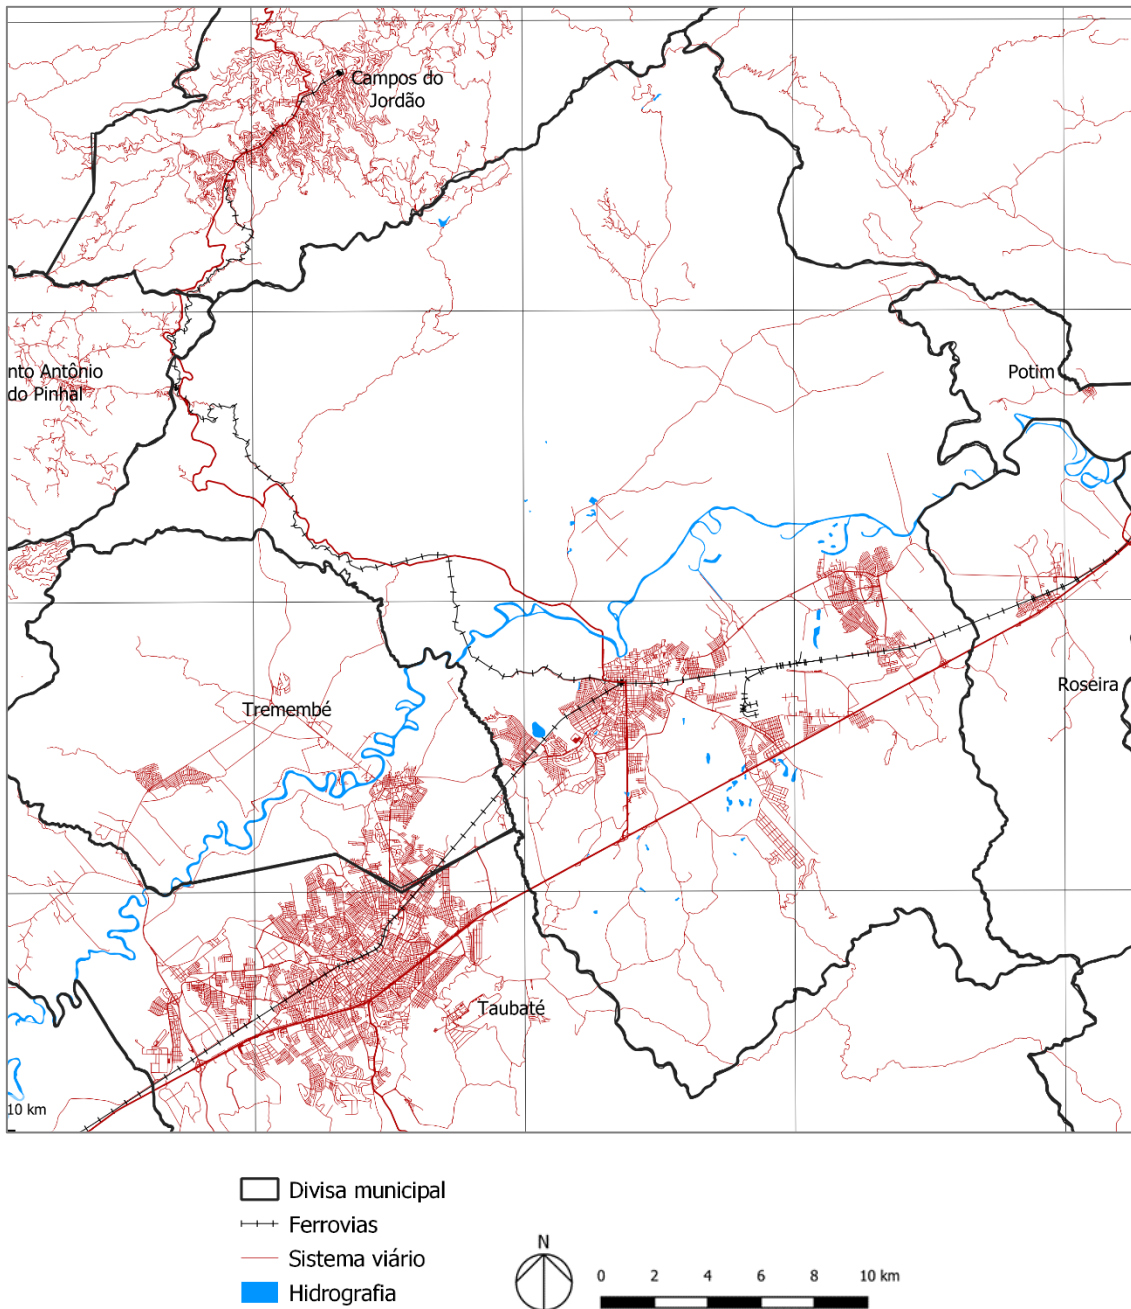 Campos do
Jordão
nto Antônio
do Pinhal
Potim
Roseira
Tremembé
Taubaté
10 km
Divisa municipal
Ferrovias
Sistema viário
Hidrografia
N
0 2 4 6 8 10 km